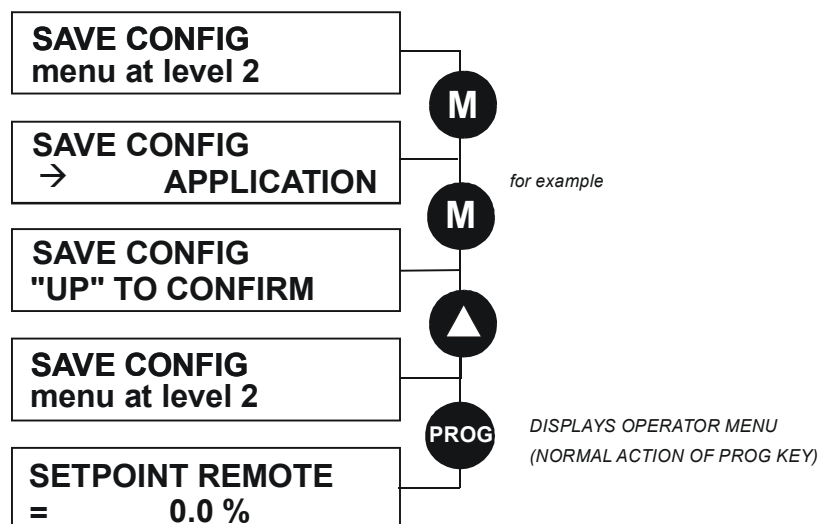 SAVE CONFIG
menu at level 2
M
SAVE CONFIG
→ APPLICATION
for example
M
SAVE CONFIG
"UP" TO CONFIRM
SAVE CONFIG
menu at level 2
PROG
DISPLAYS OPERATOR MENU
(NORMAL ACTION OF PROG KEY)
SETPOINT REMOTE
= 0.0 %